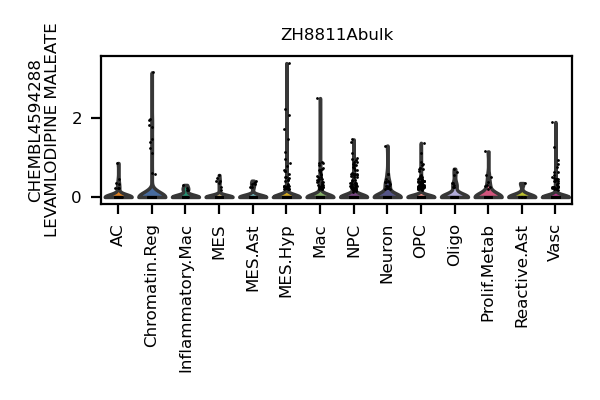 ZH8811Abulk
CHEMBL4594288
LEVAMLODIPINE MALEATE
2
0
AC
Chromatin.Reg
Inflammatory.Mac
MES
MES.Ast
MES.Hyp
Mac
NPC
Neuron
OPC
Oligo
Prolif.Metab
Reactive.Ast
Vasc